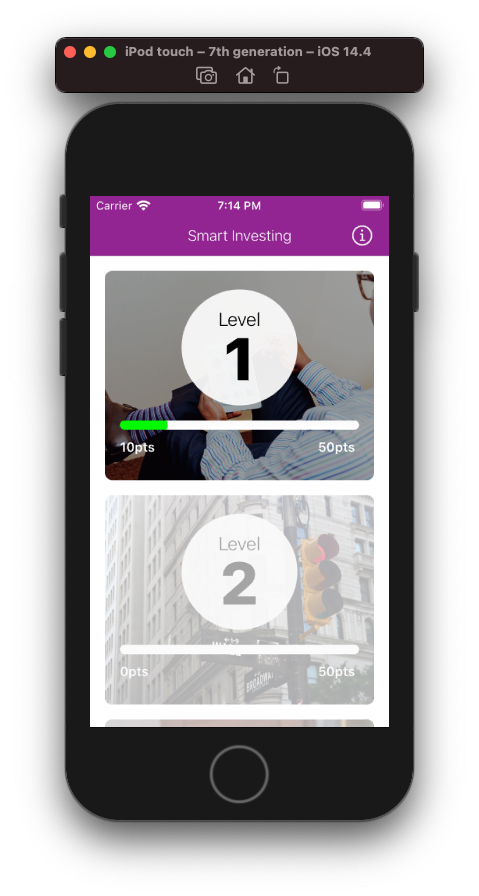 iPod touch – 7th generation – iOS 14.4
Carrier 7:14 PM
Smart Investing
Level
1
10pts 50pts
Level
2
BROADWAY
0pts 50pts